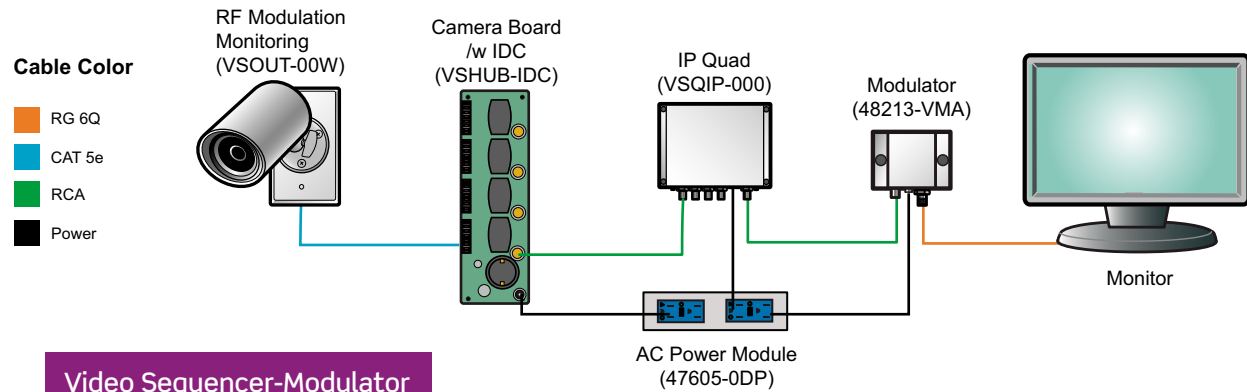 RF Modulation
Monitoring
(VSOUT-00W)
Camera Board
/w IDC
(VSHUB-IDC)
IP Quad
(VSQIP-000)
Modulator
(48213-VMA)
Cable Color
RG 6Q
CAT 5e
RCA
Power
Monitor
AC Power Module
(47605-0DP)
Video Sequencer-Modulator